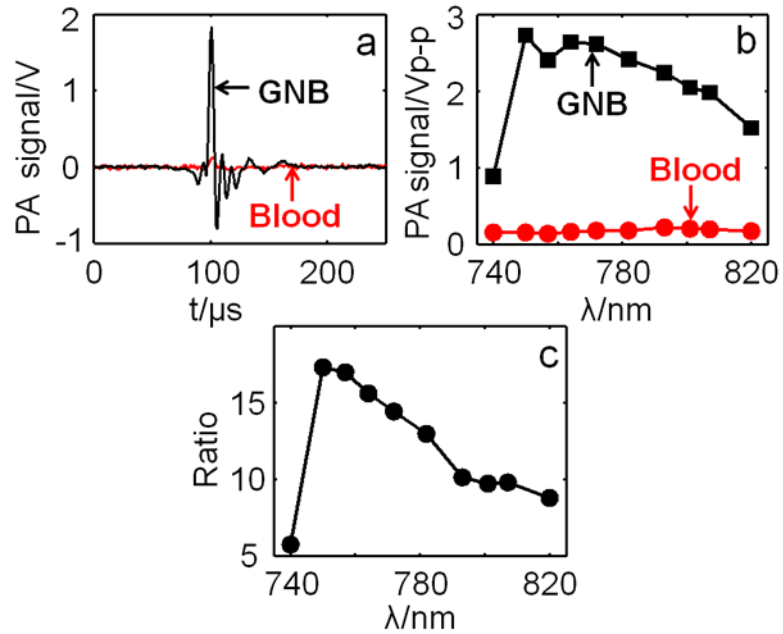 a
2
1
0
-1
PA signal/V
GNB
Blood
0 100 200
t/µs
b
3
2
1
0
PA signal/Vp-p
GNB
Blood
740 780 820
λ/nm
c
15
10
5
Ratio
740 780 820
λ/nm